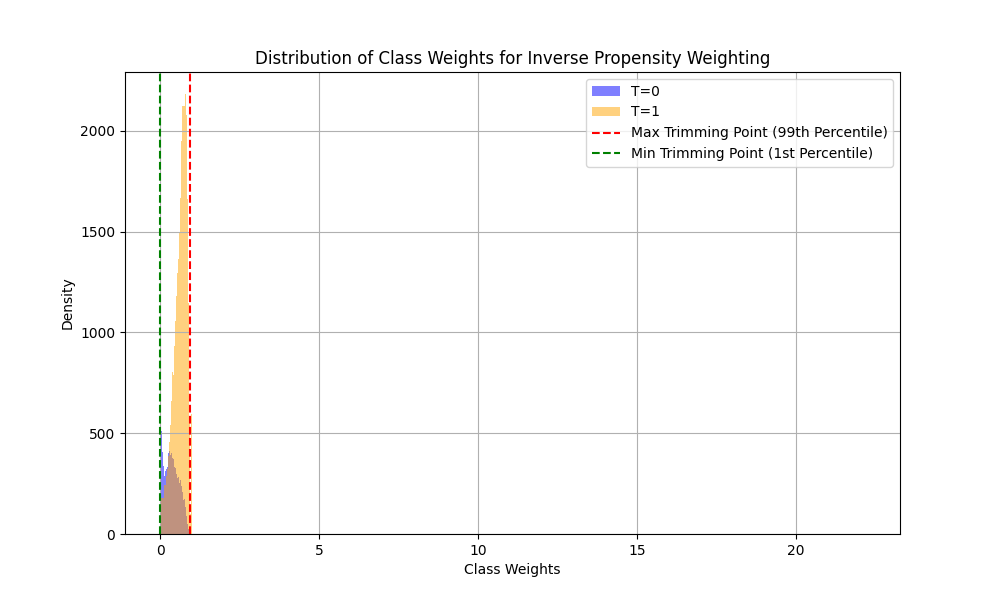 Distribution of Class Weights for Inverse Propensity Weighting
T=0
T=1
Max Trimming Point (99th Percentile)
Min Trimming Point (1st Percentile)
2000
1500
1000
500
0
Density
0 5 10 15 20
Class Weights